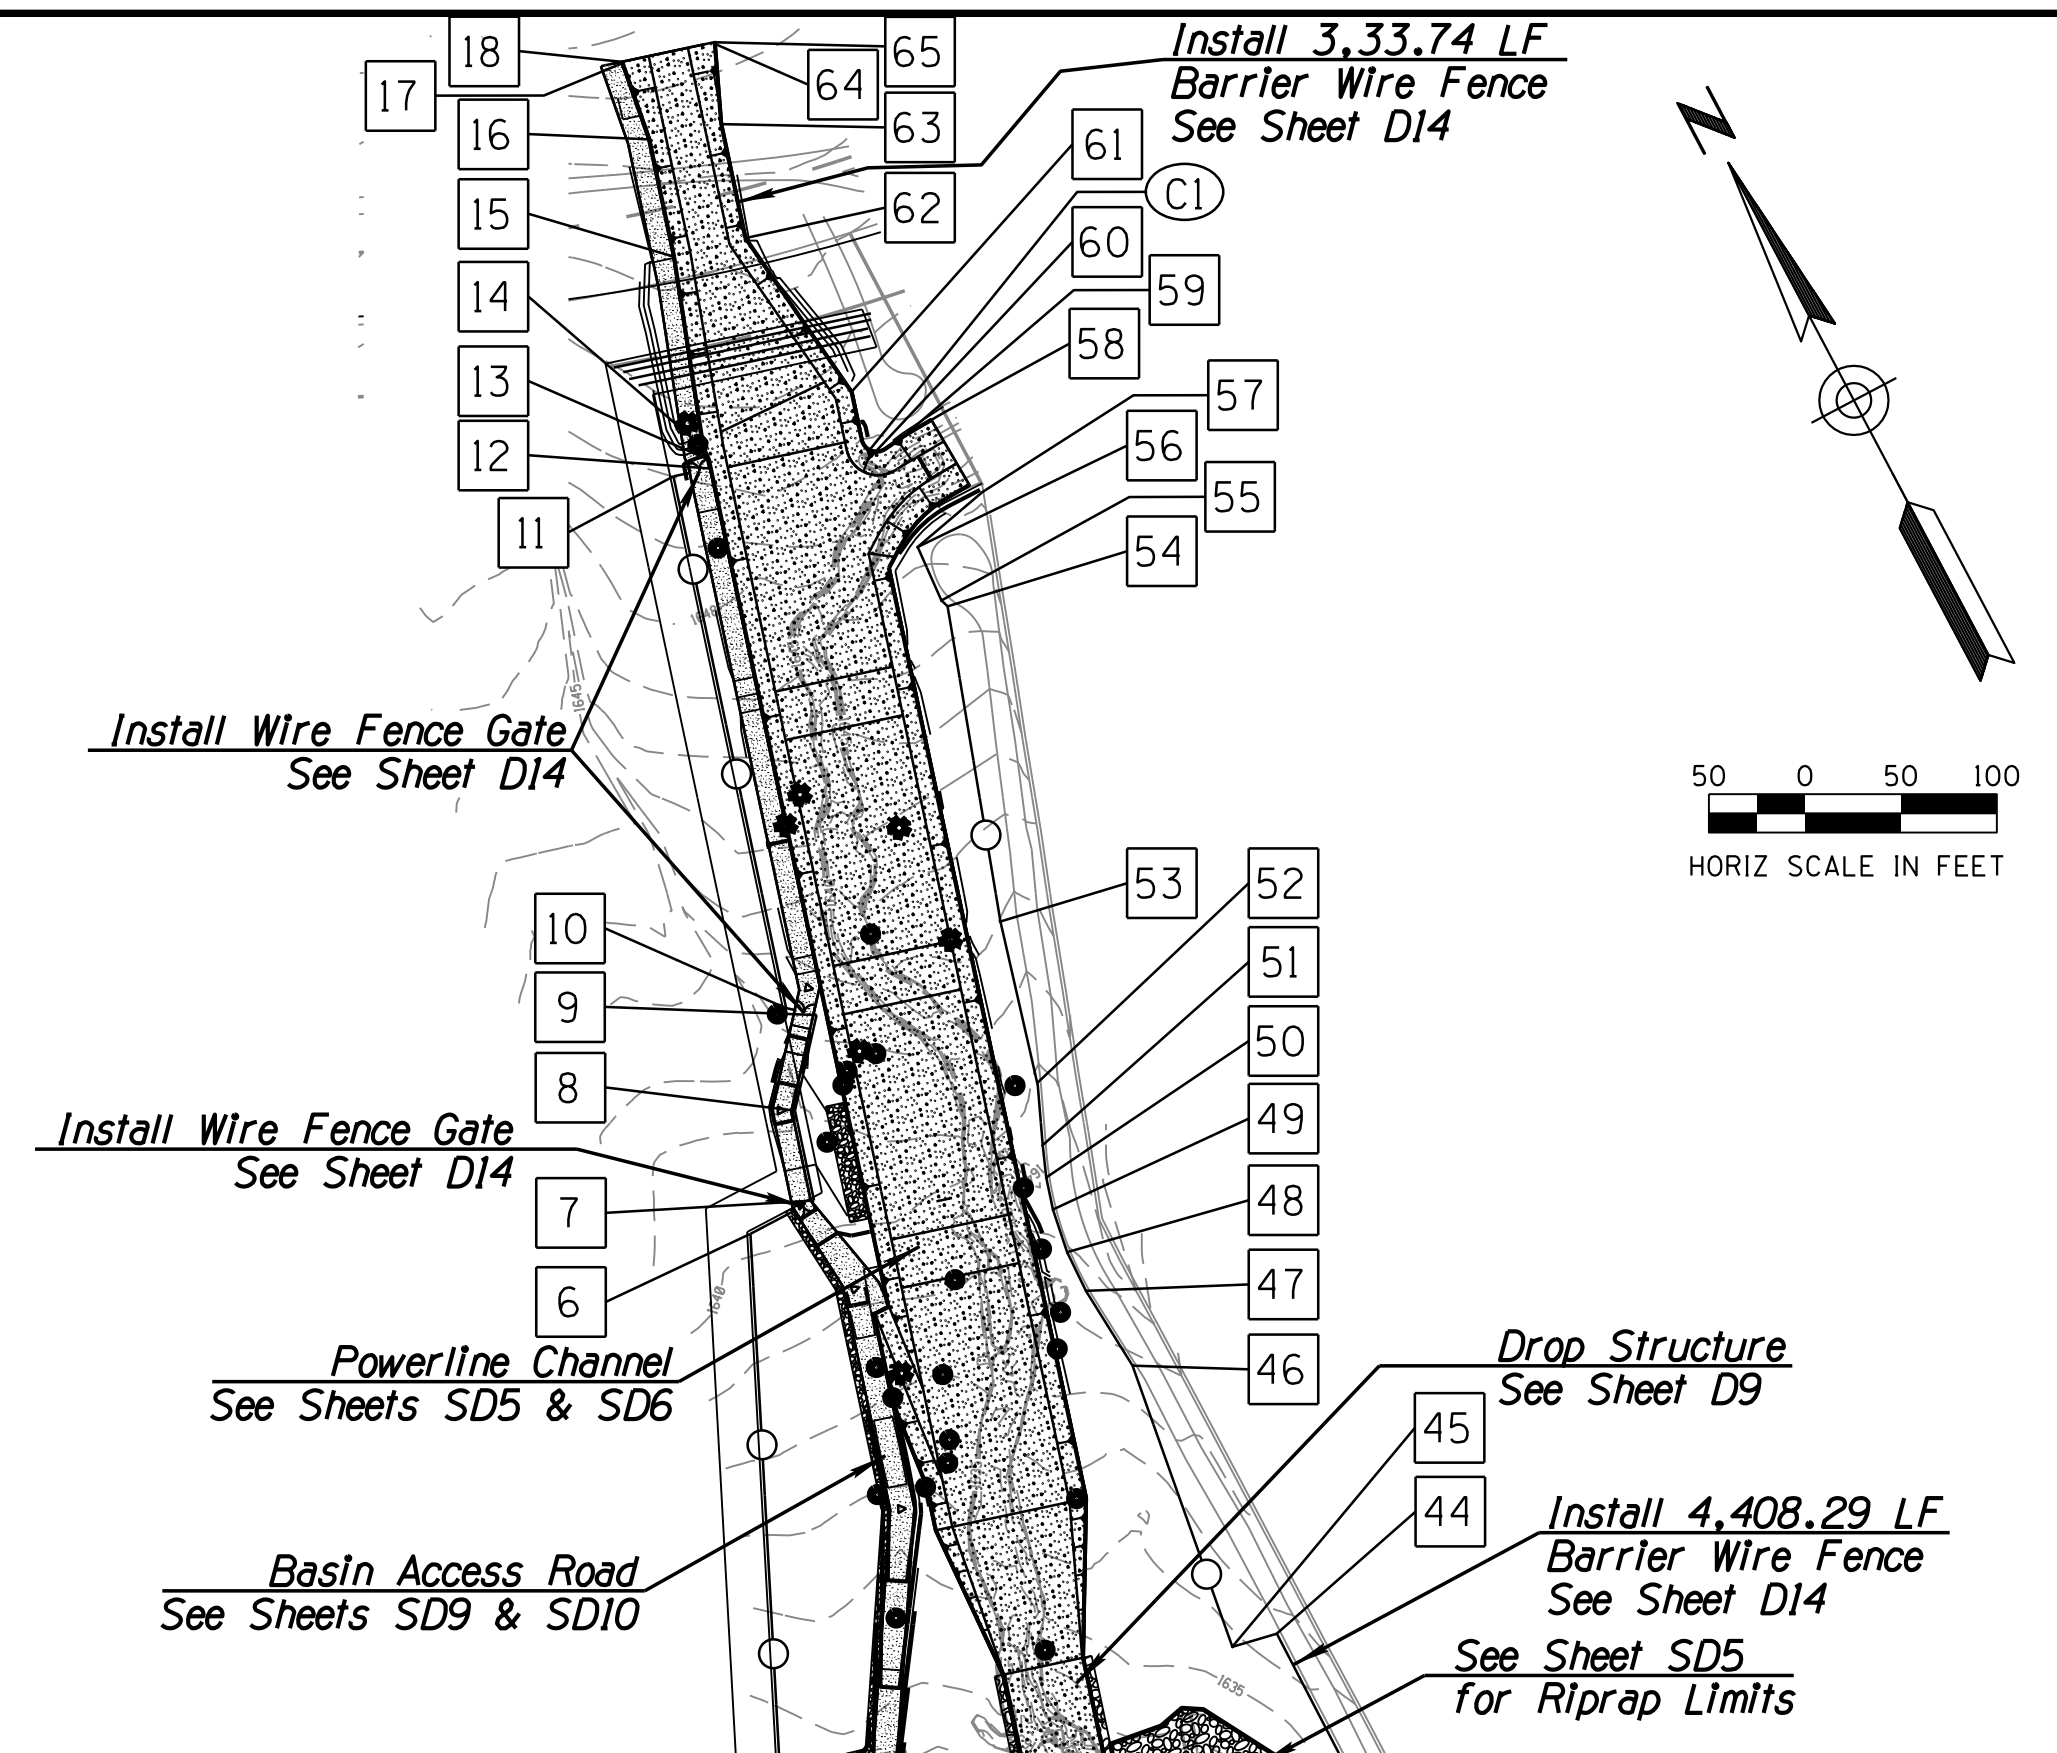 18
17
16
15
14
13
12
11
65
64
63
62
Install 3,33.74 LF
Barrier Wire Fence
See Sheet D14
61
C1
60
59
58
57
56
55
54
N
1648
1645
Install Wire Fence Gate
See Sheet D14
50 0 50 100
HORIZ SCALE IN FEET
10
9
8
53
52
51
50
49
48
47
46
Install Wire Fence Gate
See Sheet D14
7
6
1640
Powerline Channel
See Sheets SD5 & SD6
Drop Structure
See Sheet D9
45
44
Install 4,408.29 LF
Barrier Wire Fence
See Sheet D14
Basin Access Road
See Sheets SD9 & SD10
See Sheet SD5
for Riprap Limits
1635